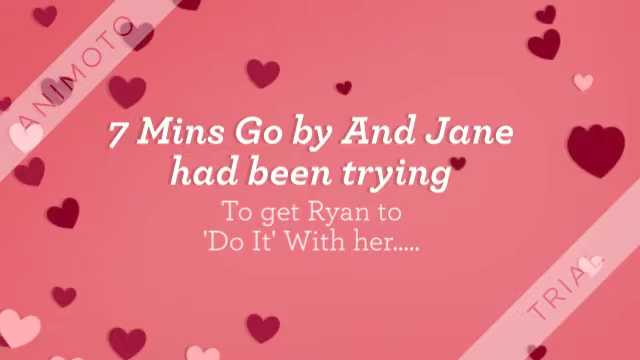 ANIMOTO
7 Mins Go by And Jane
had been trying
To get Ryan to
'Do It' With her.....
TRIAL